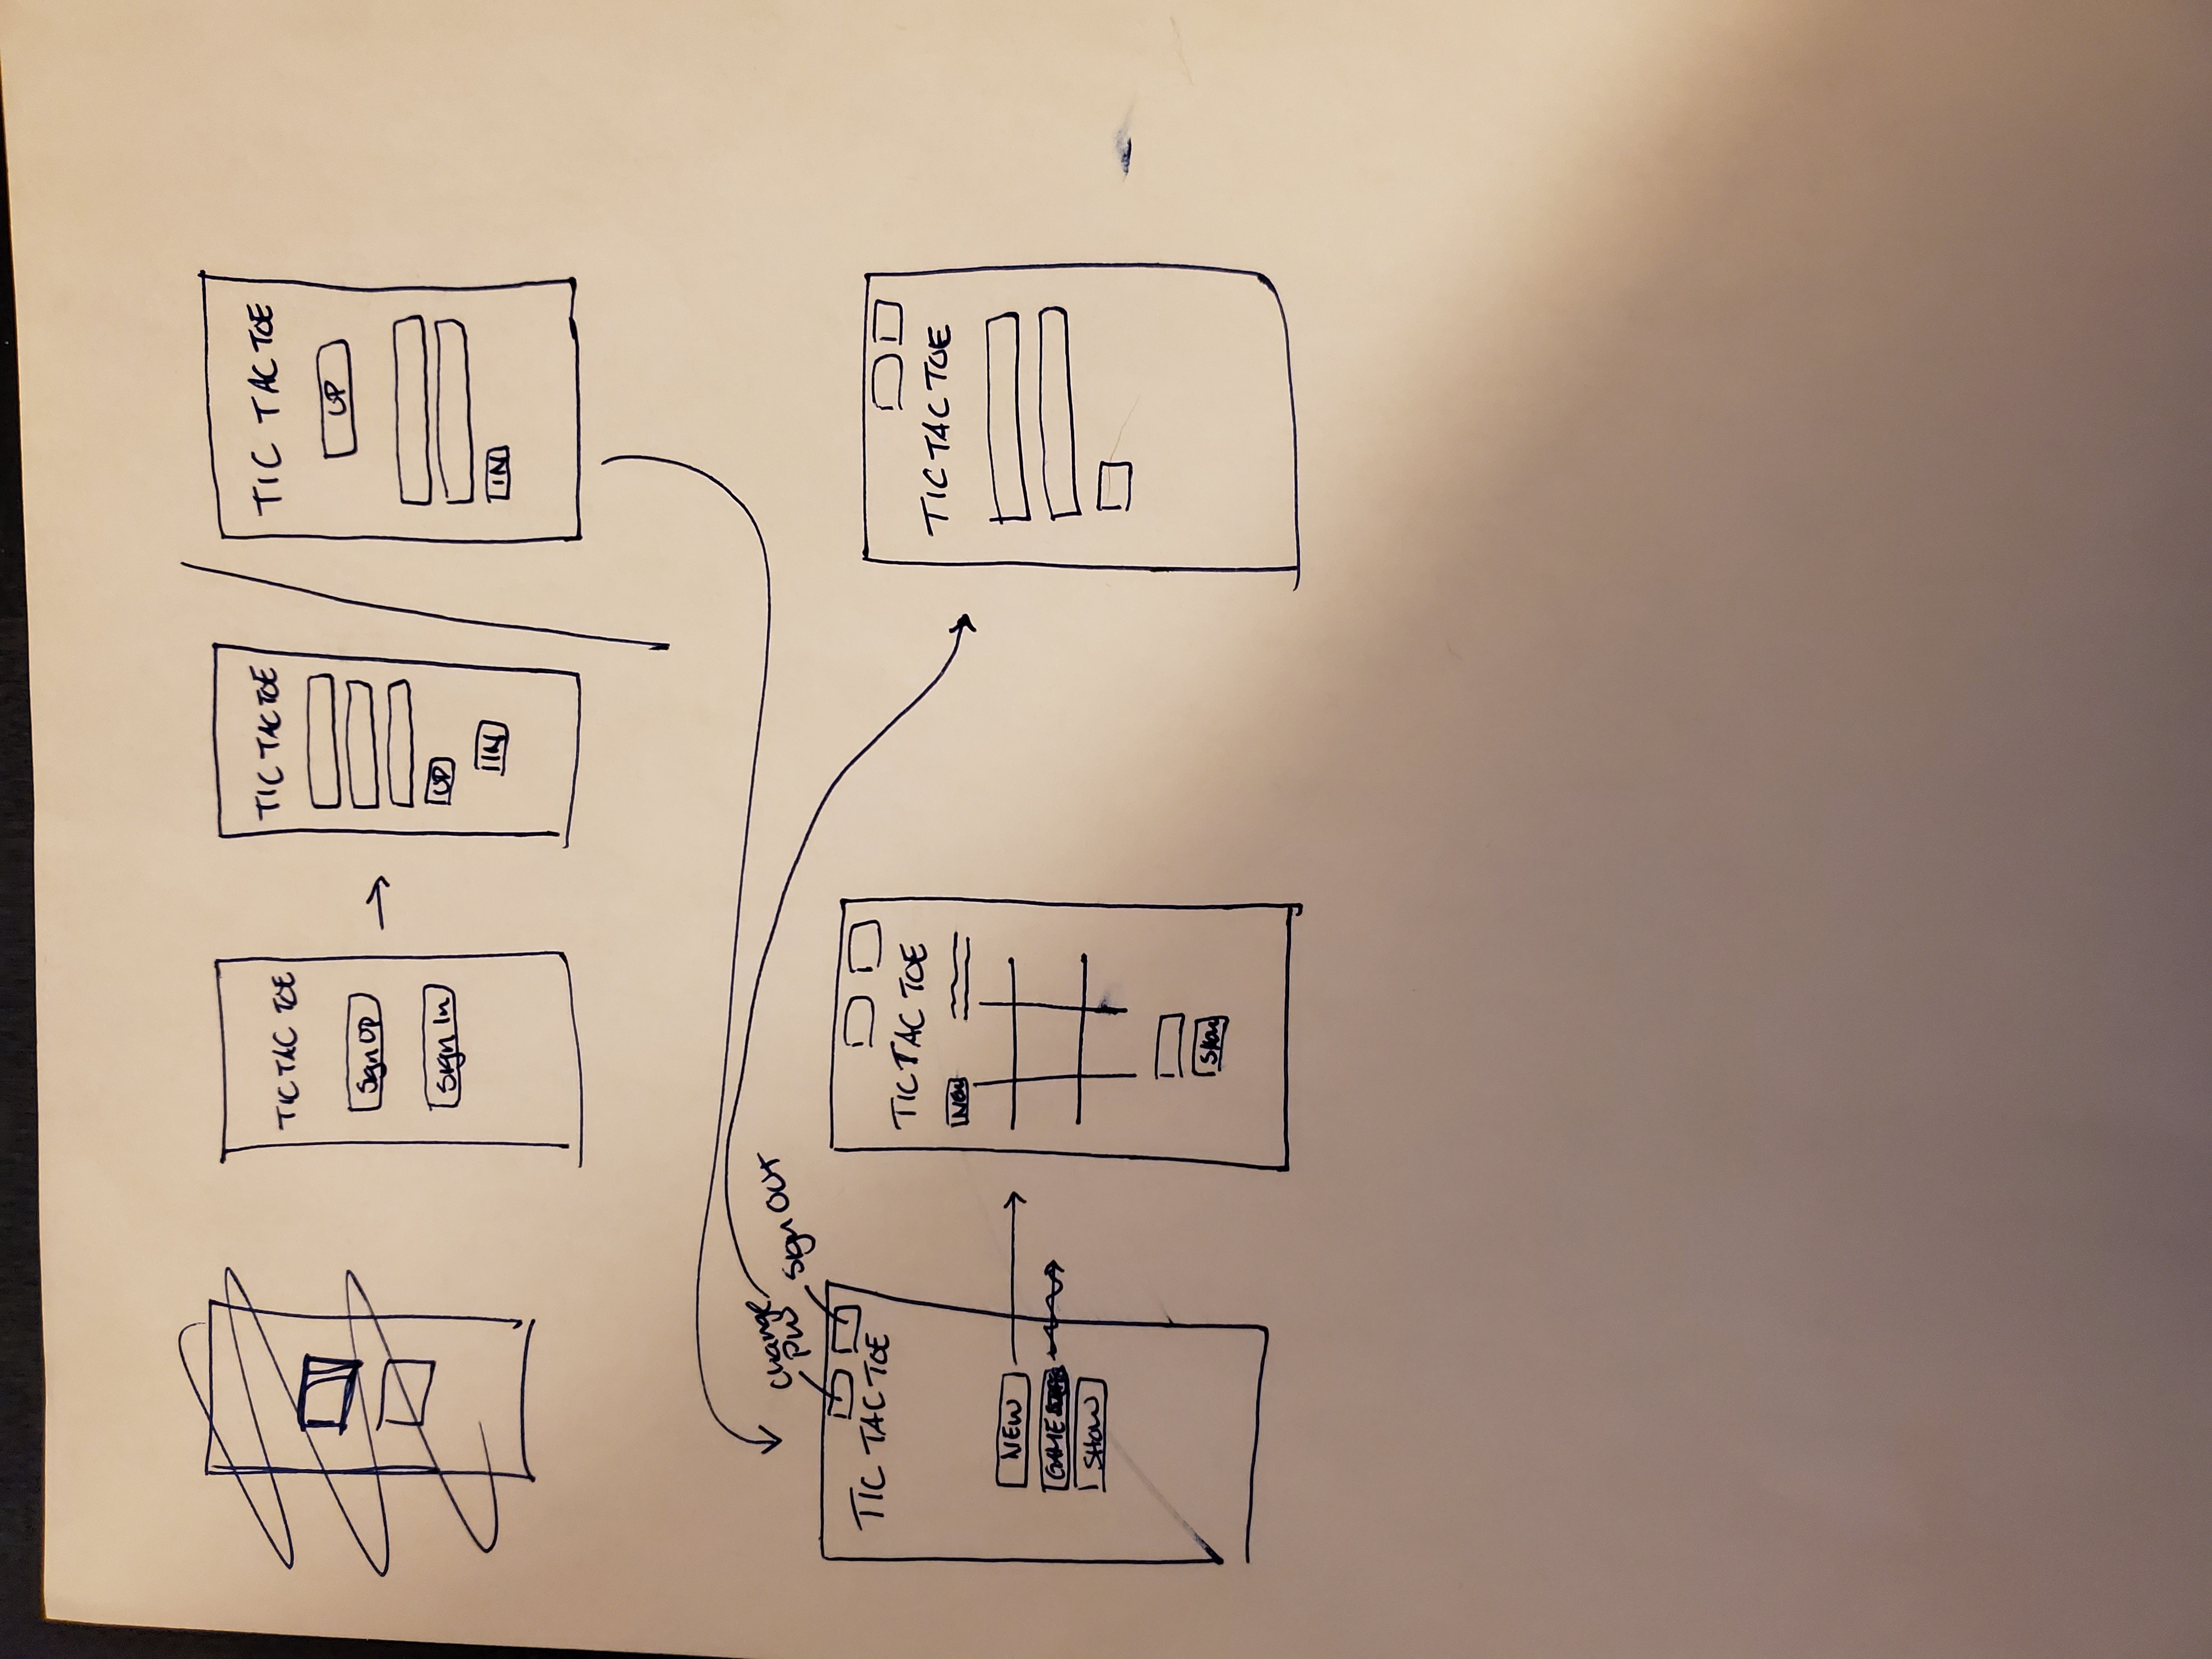 TIC TAC TOE
Sign Up
Sign In
TIC TAC TOE
UP
IN
TIC TAC TOE
UP
IN
change
PW
Sign OUT
TIC TAC TOE
NEW
GAME
SHOW
TIC TAC TOE
New
Show
TIC TAC TOE